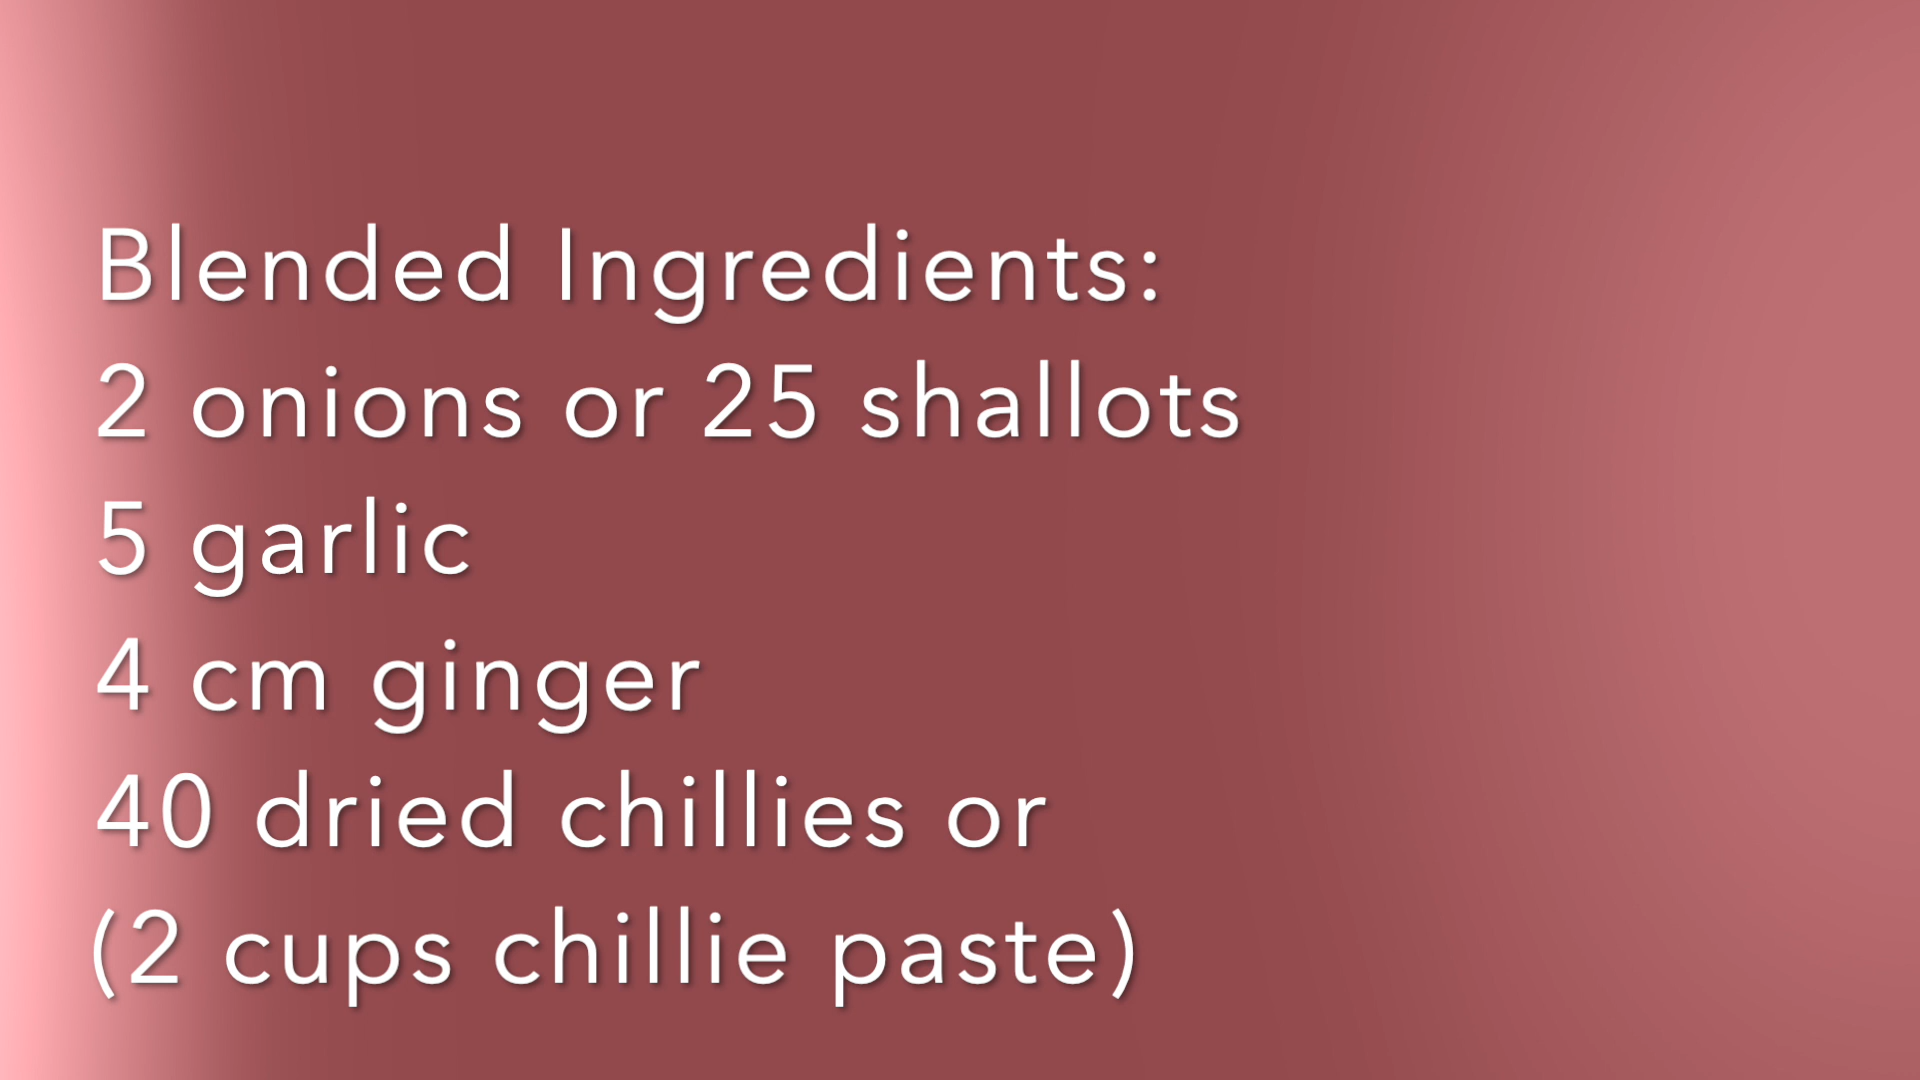 Blended Ingredients:
2 onions or 25 shallots
5 garlic
4 cm ginger
40 dried chillies or
(2 cups chillie paste)